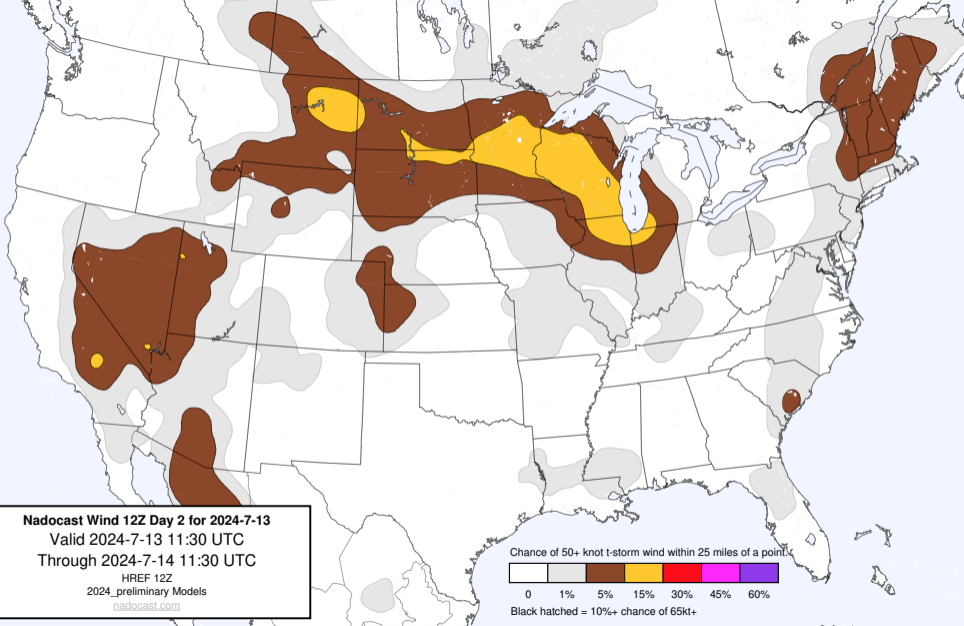 Nadocast Wind 12Z Day 2 for 2024-7-13
Valid 2024-7-13 11:30 UTC
Through 2024-7-14 11:30 UTC
HREF 12Z
2024_preliminary Models
nadocast.com
Chance of 50+ knot t-storm wind within 25 miles of a point.
0 1% 5% 15% 30% 45% 60%
Black hatched = 10%+ chance of 65kt+